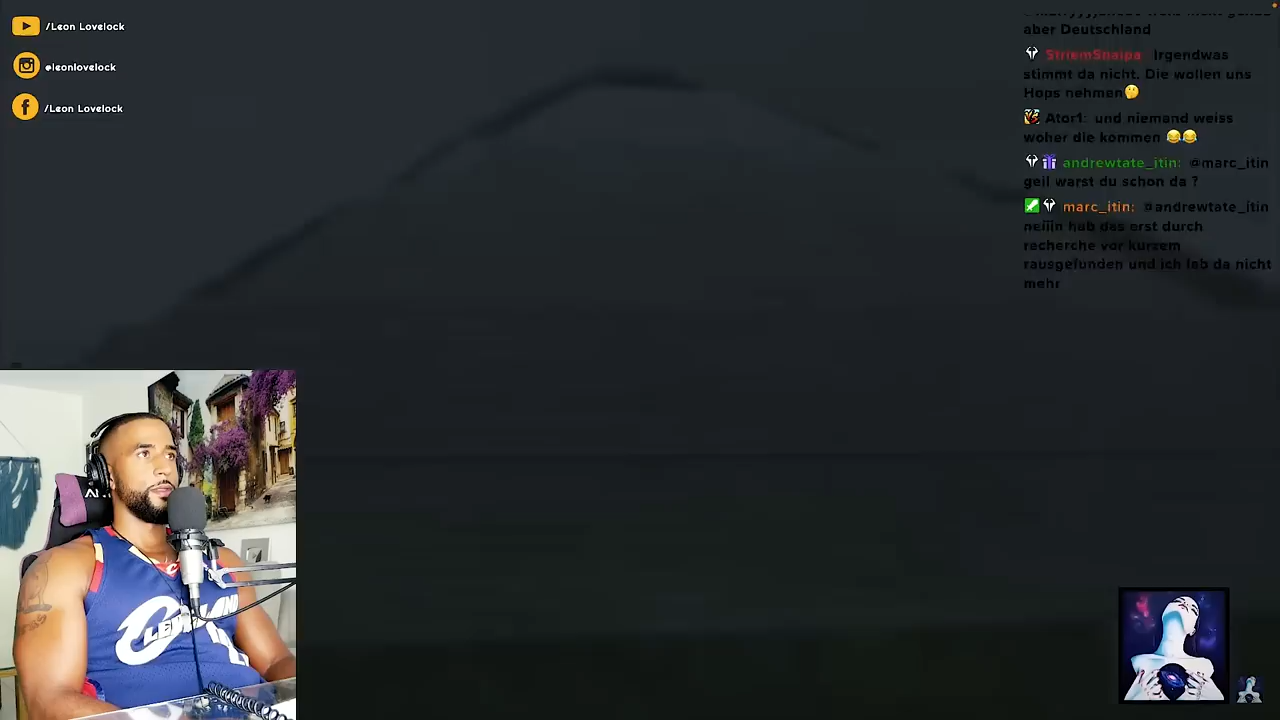 /Leon Lovelock
@leonlovelock
/Leon Lovelock
aber Deutschland
StriemSnaipa Irgendwas
stimmt da nicht. Die wollen uns
Hops nehmen🤔
Ator1: und niemand weiss
woher die kommen 😂😂
andrewtate_itin: @marc_itin
geil warst du schon da ?
marc_itin: #andrewtate_itin
neiiin hab das erst durch
recherche vor kurzem
rausgefunden und ich leb da nicht
mehr
CLEVELAND